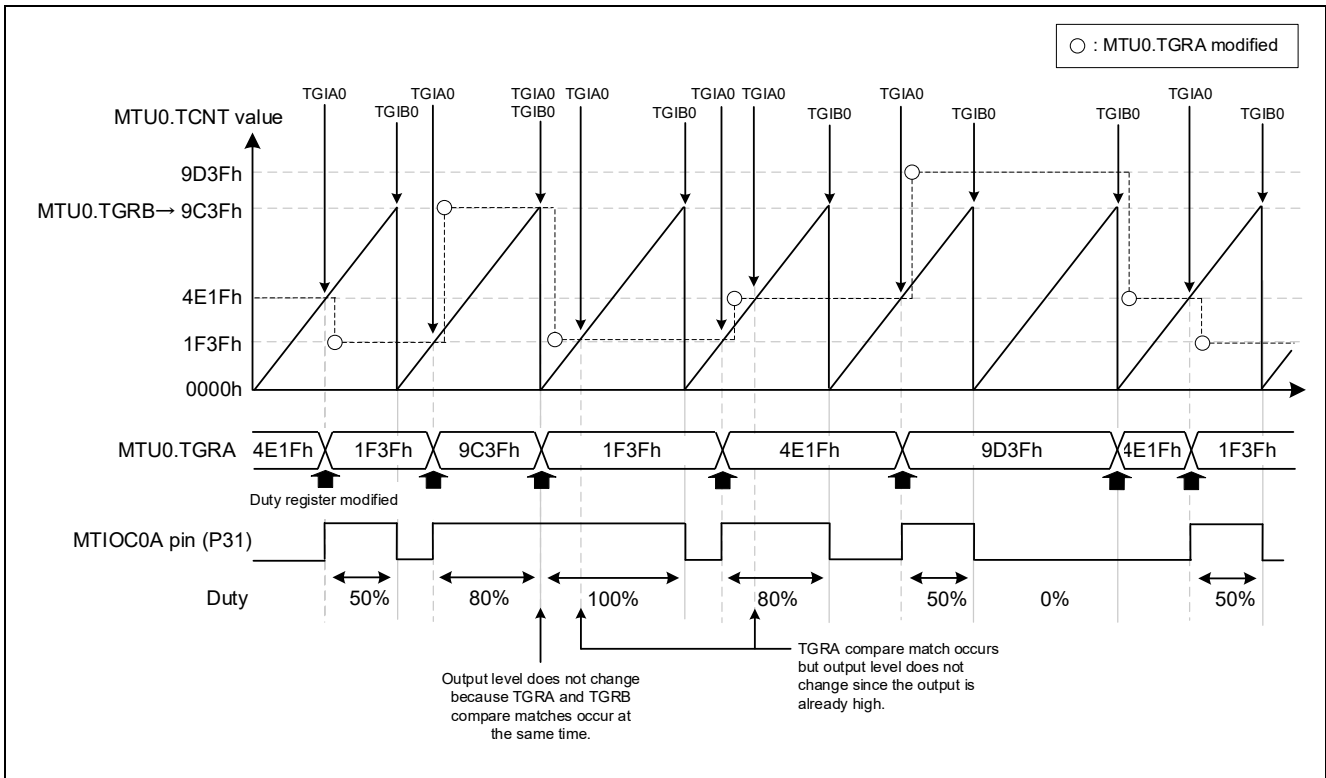 ○ : MTU0.TGRA modified
TGIA0 TGIA0 TGIA0 TGIA0 TGIA0 TGIA0 TGIA0 TGIA0
TGIB0 TGIB0 TGIB0 TGIB0 TGIB0 TGIB0 TGIB0
MTU0.TCNT value
9D3Fh
MTU0.TGRB→ 9C3Fh
4E1Fh
1F3Fh
0000h
MTU0.TGRA 4E1Fh 1F3Fh 9C3Fh 1F3Fh 4E1Fh 9D3Fh 4E1Fh 1F3Fh
Duty register modified
MTIOC0A pin (P31)
Duty 50% 80% 100% 80% 50% 0% 50%
Output level does not change
because TGRA and TGRB
compare matches occur at
the same time.
TGRA compare match occurs
but output level does not
change since the output is
already high.